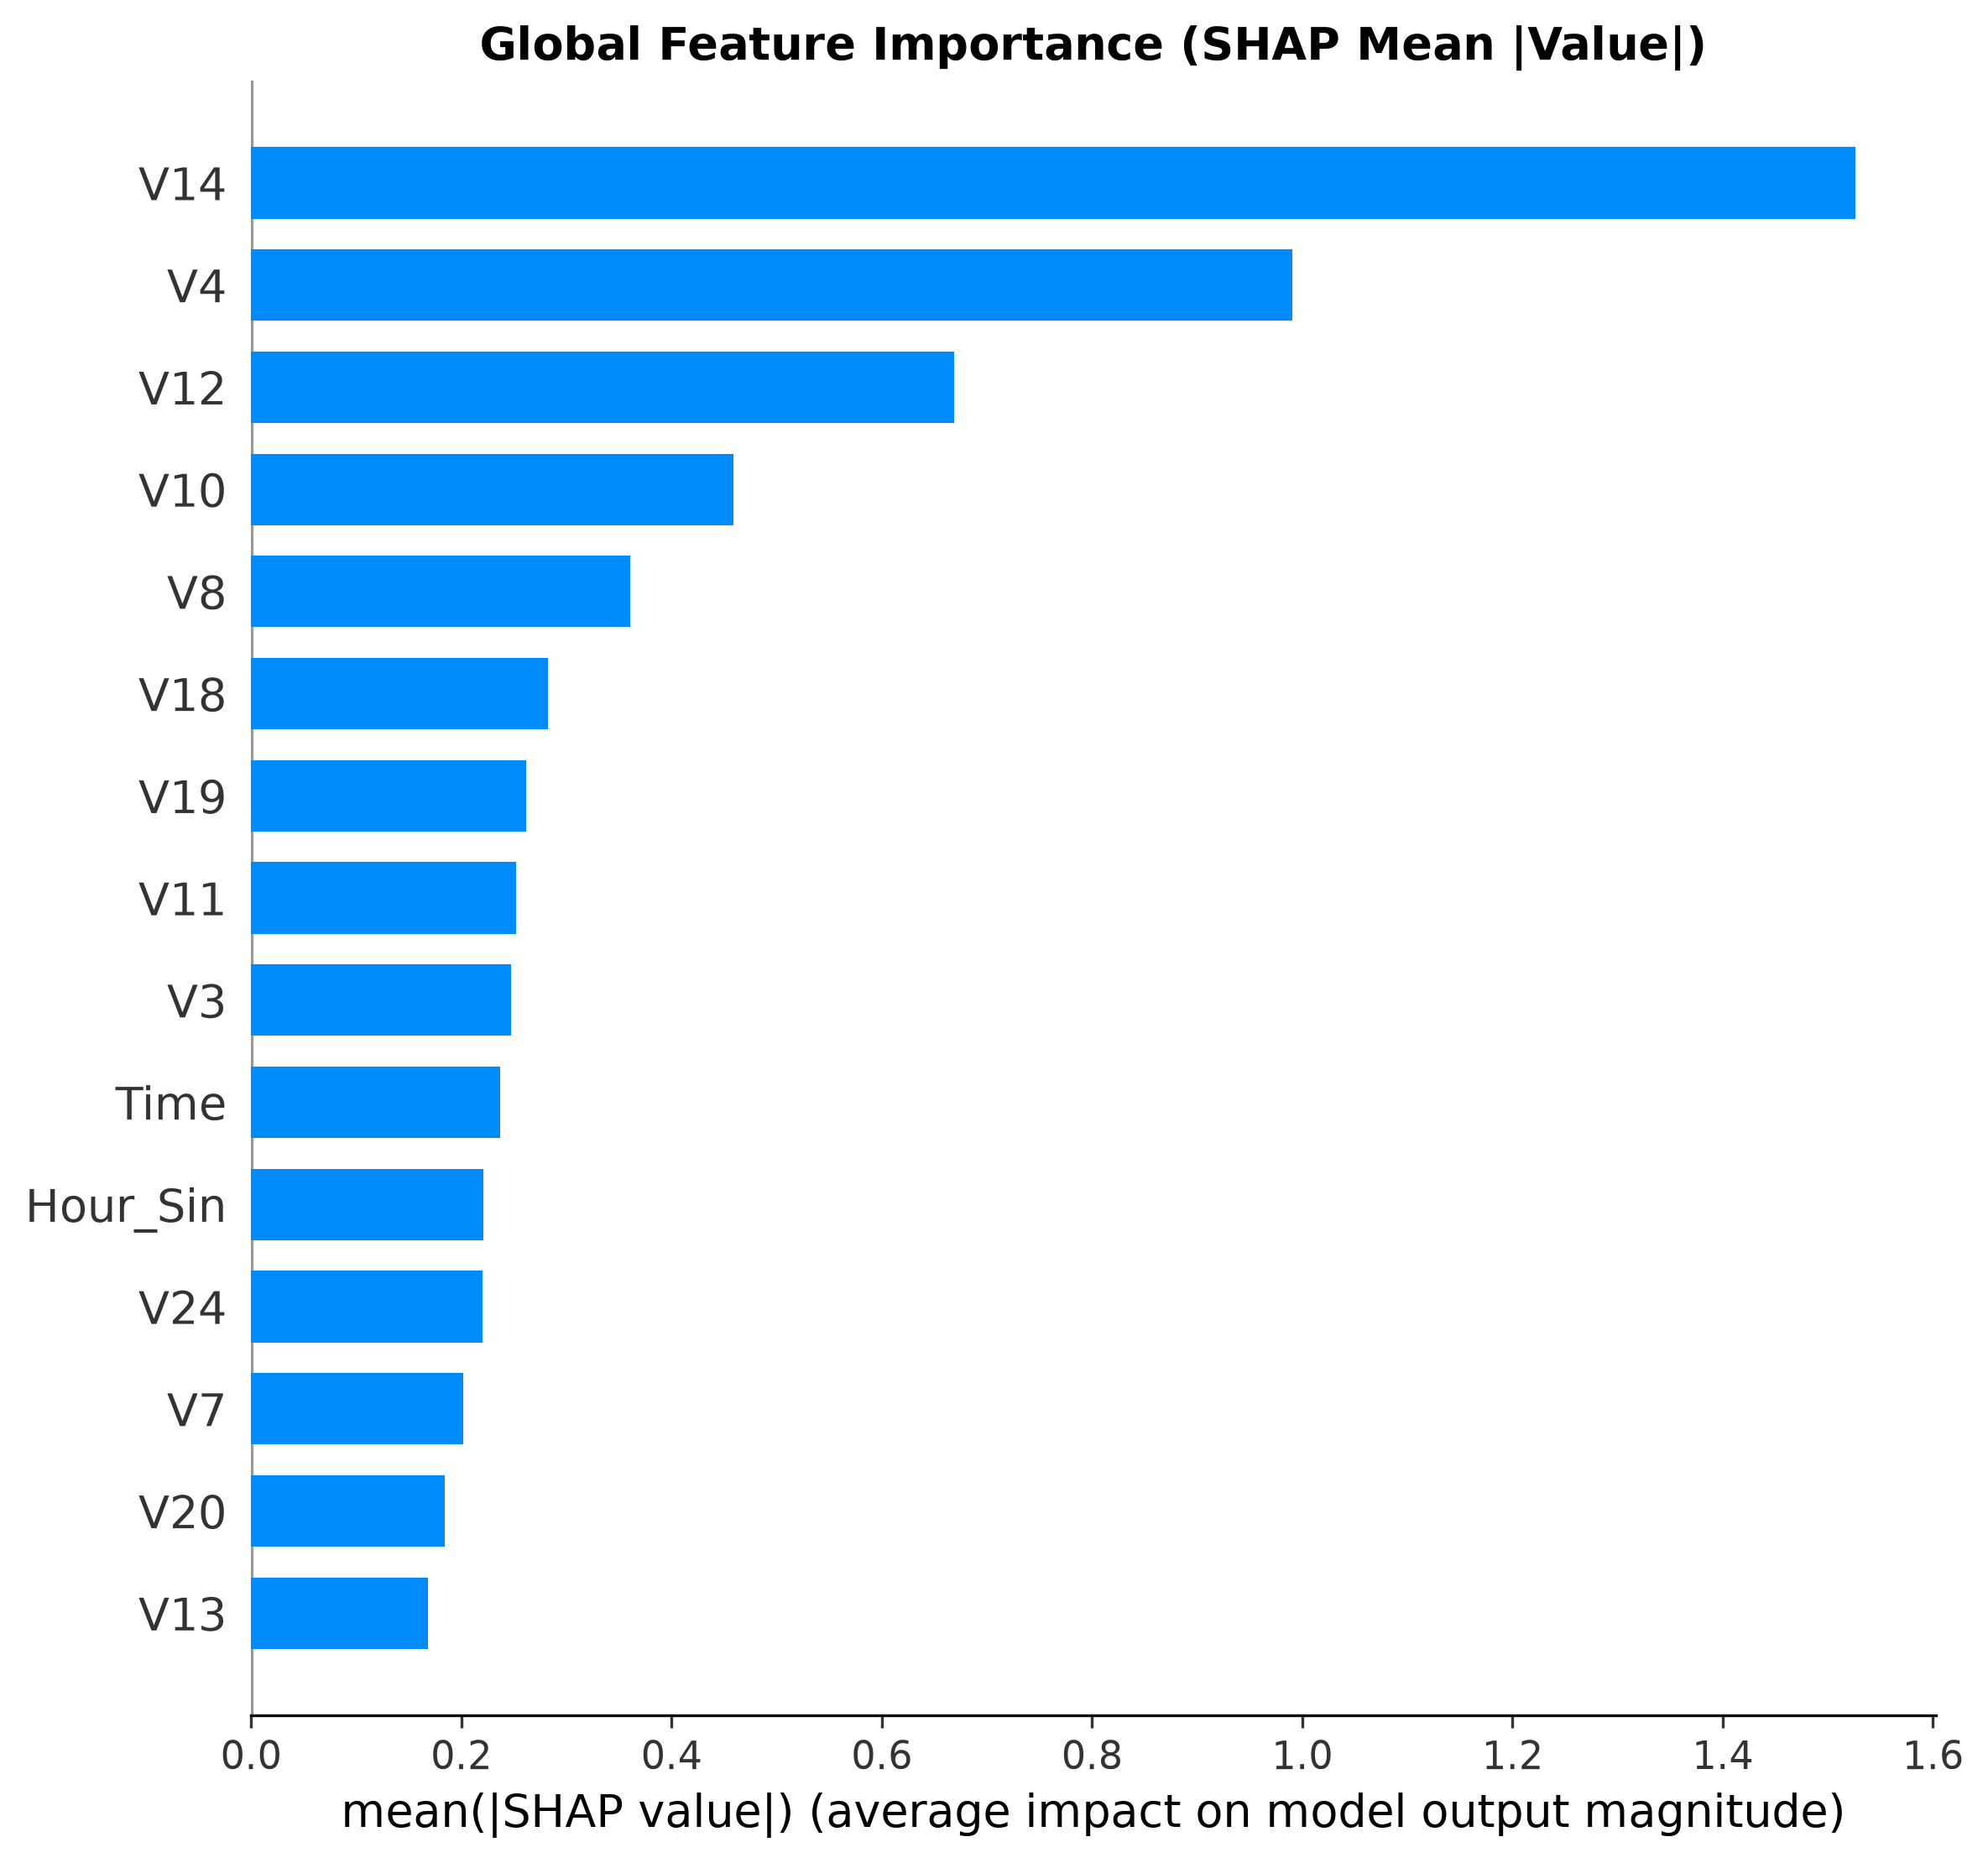 Global Feature Importance (SHAP Mean |Value|)
V14
V4
V12
V10
V8
V18
V19
V11
V3
Time
Hour_Sin
V24
V7
V20
V13
0.0 0.2 0.4 0.6 0.8 1.0 1.2 1.4 1.6
mean(|SHAP value|) (average impact on model output magnitude)